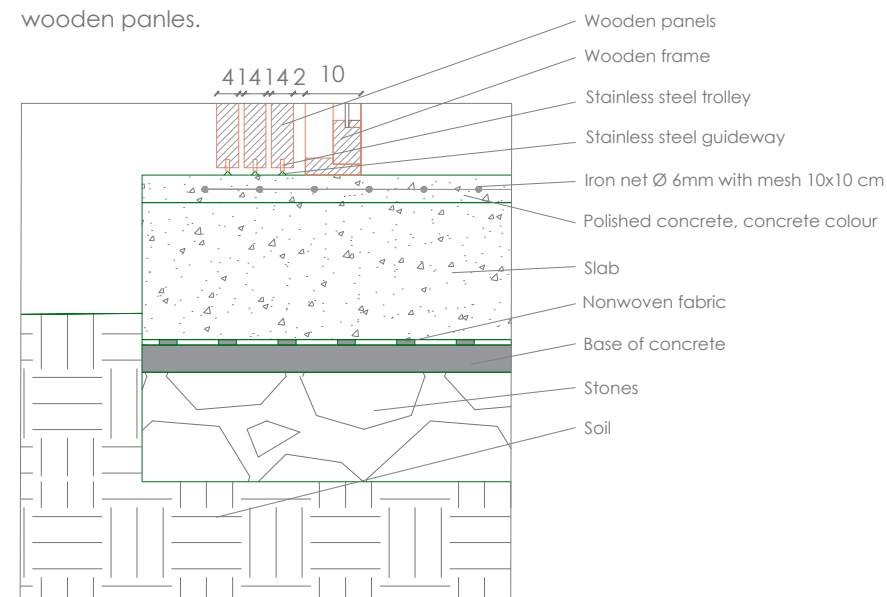 wooden panles.
4 1 4 1 4 2 10
Wooden panels
Wooden frame
Stainless steel trolley
Stainless steel guideway
Iron net Ø 6mm with mesh 10x10 cm
Polished concrete, concrete colour
Slab
Nonwoven fabric
Base of concrete
Stones
Soil